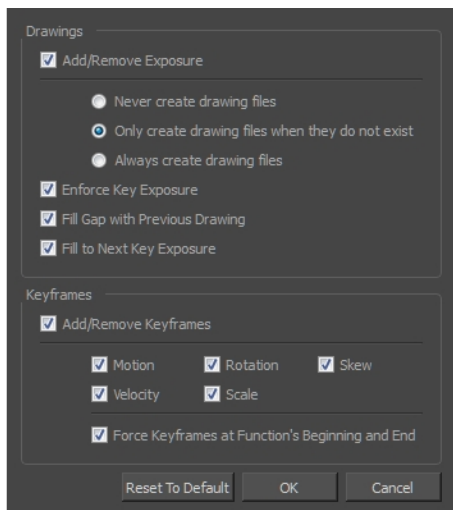 Drawings
Add/Remove Exposure
Never create drawing files
Only create drawing files when they do not exist
Always create drawing files
Enforce Key Exposure
Fill Gap with Previous Drawing
Fill to Next Key Exposure
Keyframes
Add/Remove Keyframes
Motion Rotation Skew
Velocity Scale
Force Keyframes at Function's Beginning and End
Reset To Default OK Cancel